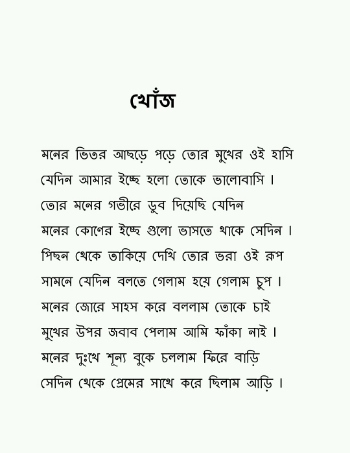 খোঁজ
মনের ভিতর আছড়ে পড়ে তোর মুখের ওই হাসি
যেদিন আমার ইচ্ছে হলো তোকে ভালোবাসি ।
তোর মনের গভীরে ডুব দিয়েছি যেদিন
মনের কোণের ইচ্ছে গুলো ভাসতে থাকে সেদিন ।
পিছন থেকে তাকিয়ে দেখি তোর ভরা ওই রূপ
সামনে যেদিন বলতে গেলাম হয়ে গেলাম চুপ ।
মনের জোরে সাহস করে বললাম তোকে চাই
মুখের উপর জবাব পেলাম আমি ফাঁকা নাই ।
মনের দুঃখে শূন্য বুকে চললাম ফিরে বাড়ি
সেদিন থেকে প্রেমের সাথে করে ছিলাম আড়ি ।